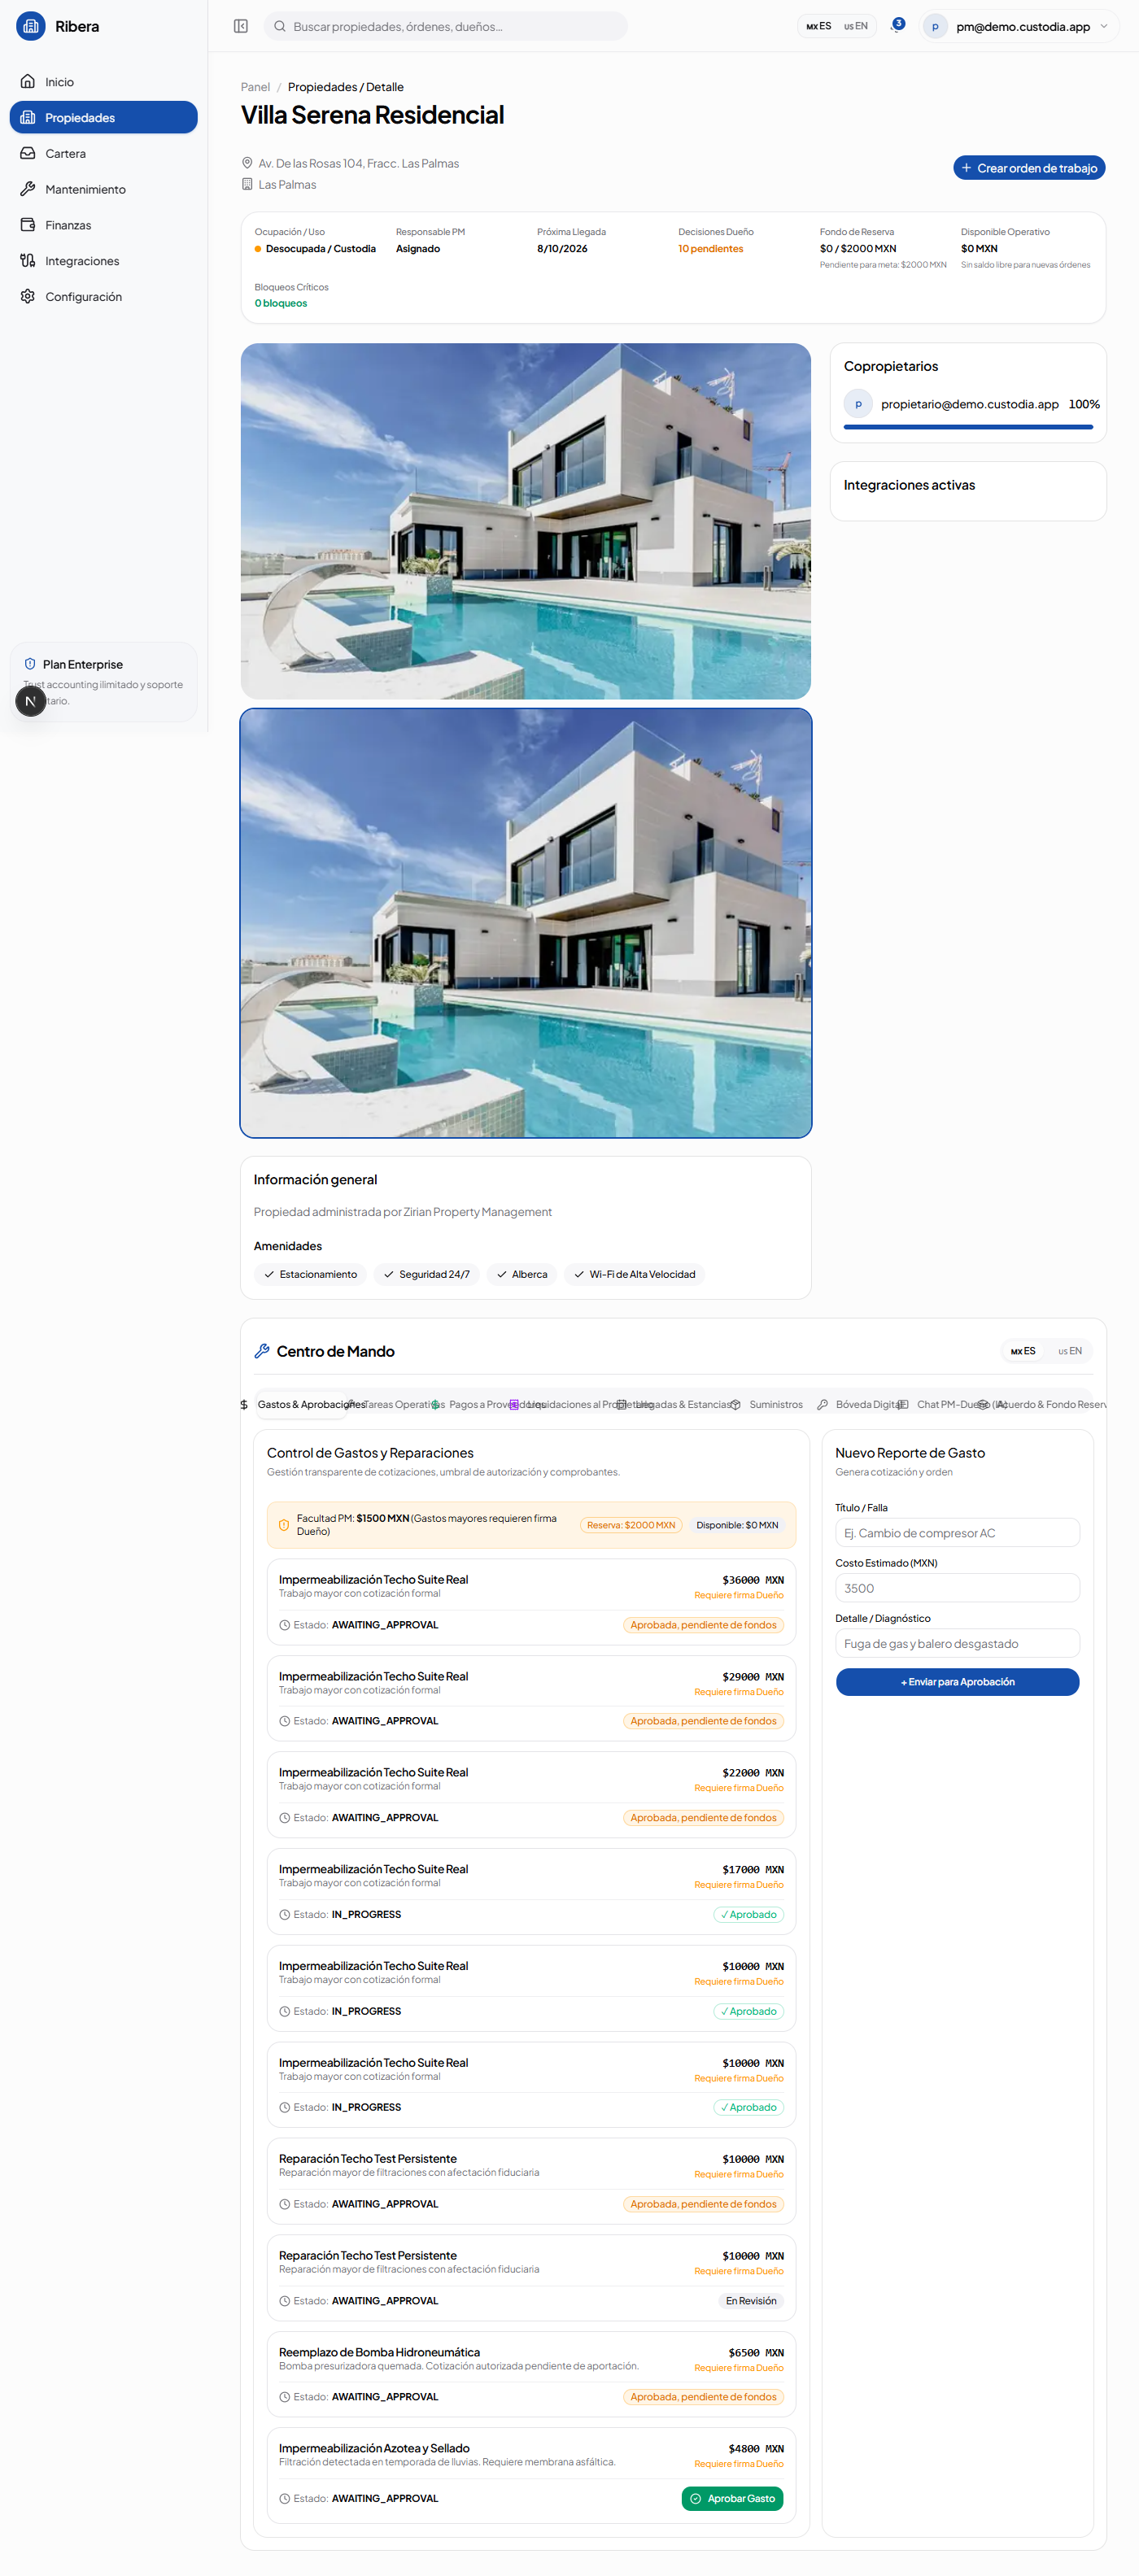 Ribera
Buscar propiedades, órdenes, dueños...
MX ES
US EN
3
p
pm@demo.custodia.app
Inicio
Propiedades
Cartera
Mantenimiento
Finanzas
Integraciones
Configuración
Plan Enterprise
Trust accounting ilimitado y soporte
N
Panel / Propiedades / Detalle
Villa Serena Residencial
Av. De las Rosas 104, Fracc. Las Palmas
Las Palmas
+ Crear orden de trabajo
Ocupación / Uso
Desocupada / Custodia
Responsable PM
Asignado
Próxima Llegada
8/10/2026
Decisiones Dueño
10 pendientes
Fondo de Reserva
$0 / $2000 MXN
Pendiente para meta: $2000 MXN
Disponible Operativo
$0 MXN
Sin saldo libre para nuevas órdenes
Bloqueos Críticos
0 bloqueos
Copropietarios
p
propietario@demo.custodia.app 100%
Integraciones activas
Información general
Propiedad administrada por Zirian Property Management
Amenidades
Estacionamiento
Seguridad 24/7
Alberca
Wi-Fi de Alta Velocidad
Centro de Mando
MX ES
US EN
Gastos & Aprobaciones
Tareas Operativas
Pagos a Proveedores
Liquidaciones al Propietario
Llegadas & Estancias
Suministros
Bóveda Digital
Chat PM-Dueño (IA)
Acuerdo & Fondo Reserv
Control de Gastos y Reparaciones
Gestión transparente de cotizaciones, umbral de autorización y comprobantes.
Facultad PM: $1500 MXN (Gastos mayores requieren firma
Dueño)
Reserva: $2000 MXN
Disponible: $0 MXN
Impermeabilización Techo Suite Real
$36000 MXN
Trabajo mayor con cotización formal
Requiere firma Dueño
Estado: AWAITING_APPROVAL
Aprobada, pendiente de fondos
Impermeabilización Techo Suite Real
$29000 MXN
Trabajo mayor con cotización formal
Requiere firma Dueño
Estado: AWAITING_APPROVAL
Aprobada, pendiente de fondos
Impermeabilización Techo Suite Real
$22000 MXN
Trabajo mayor con cotización formal
Requiere firma Dueño
Estado: AWAITING_APPROVAL
Aprobada, pendiente de fondos
Impermeabilización Techo Suite Real
$17000 MXN
Trabajo mayor con cotización formal
Requiere firma Dueño
Estado: IN_PROGRESS
✓ Aprobado
Impermeabilización Techo Suite Real
$10000 MXN
Trabajo mayor con cotización formal
Requiere firma Dueño
Estado: IN_PROGRESS
✓ Aprobado
Impermeabilización Techo Suite Real
$10000 MXN
Trabajo mayor con cotización formal
Requiere firma Dueño
Estado: IN_PROGRESS
✓ Aprobado
Reparación Techo Test Persistente
$10000 MXN
Reparación mayor de filtraciones con afectación fiduciaria
Requiere firma Dueño
Estado: AWAITING_APPROVAL
Aprobada, pendiente de fondos
Reparación Techo Test Persistente
$10000 MXN
Reparación mayor de filtraciones con afectación fiduciaria
Requiere firma Dueño
Estado: AWAITING_APPROVAL
En Revisión
Reemplazo de Bomba Hidroneumática
$6500 MXN
Bomba presurizadora quemada. Cotización autorizada pendiente de aportación.
Requiere firma Dueño
Estado: AWAITING_APPROVAL
Aprobada, pendiente de fondos
Impermeabilización Azotea y Sellado
$4800 MXN
Filtración detectada en temporada de lluvias. Requiere membrana asfáltica.
Requiere firma Dueño
Estado: AWAITING_APPROVAL
Aprobar Gasto
Nuevo Reporte de Gasto
Genera cotización y orden
Título / Falla
Ej. Cambio de compresor AC
Costo Estimado (MXN)
3500
Detalle / Diagnóstico
Fuga de gas y balero desgastado
+ Enviar para Aprobación